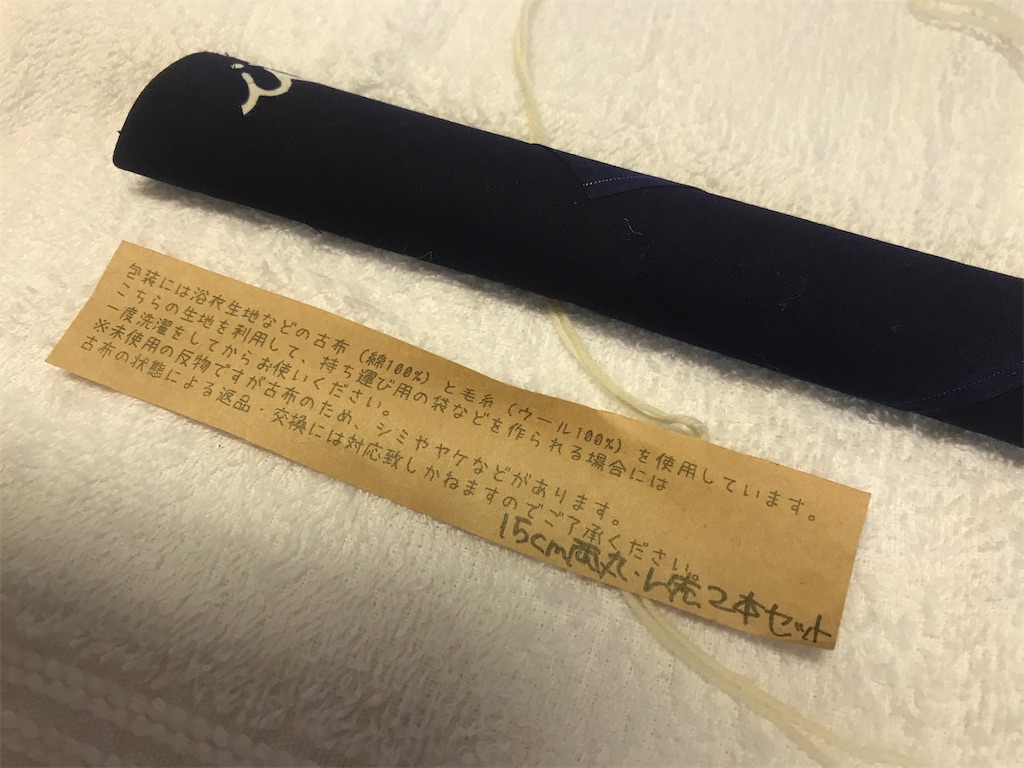 包装には浴衣生地などの古布（綿100%）と毛糸（ウール100%）を使用しています。
こちらの生地を利用して、持ち運び用の袋などを作られる場合には
一度洗濯をしてからお使いください。
※未使用の反物ですが古布のため、シミやヤケなどがあります。
古布の状態による返品・交換には対応致しかねますのでご了承ください。
15cm両丸・ 2本セット